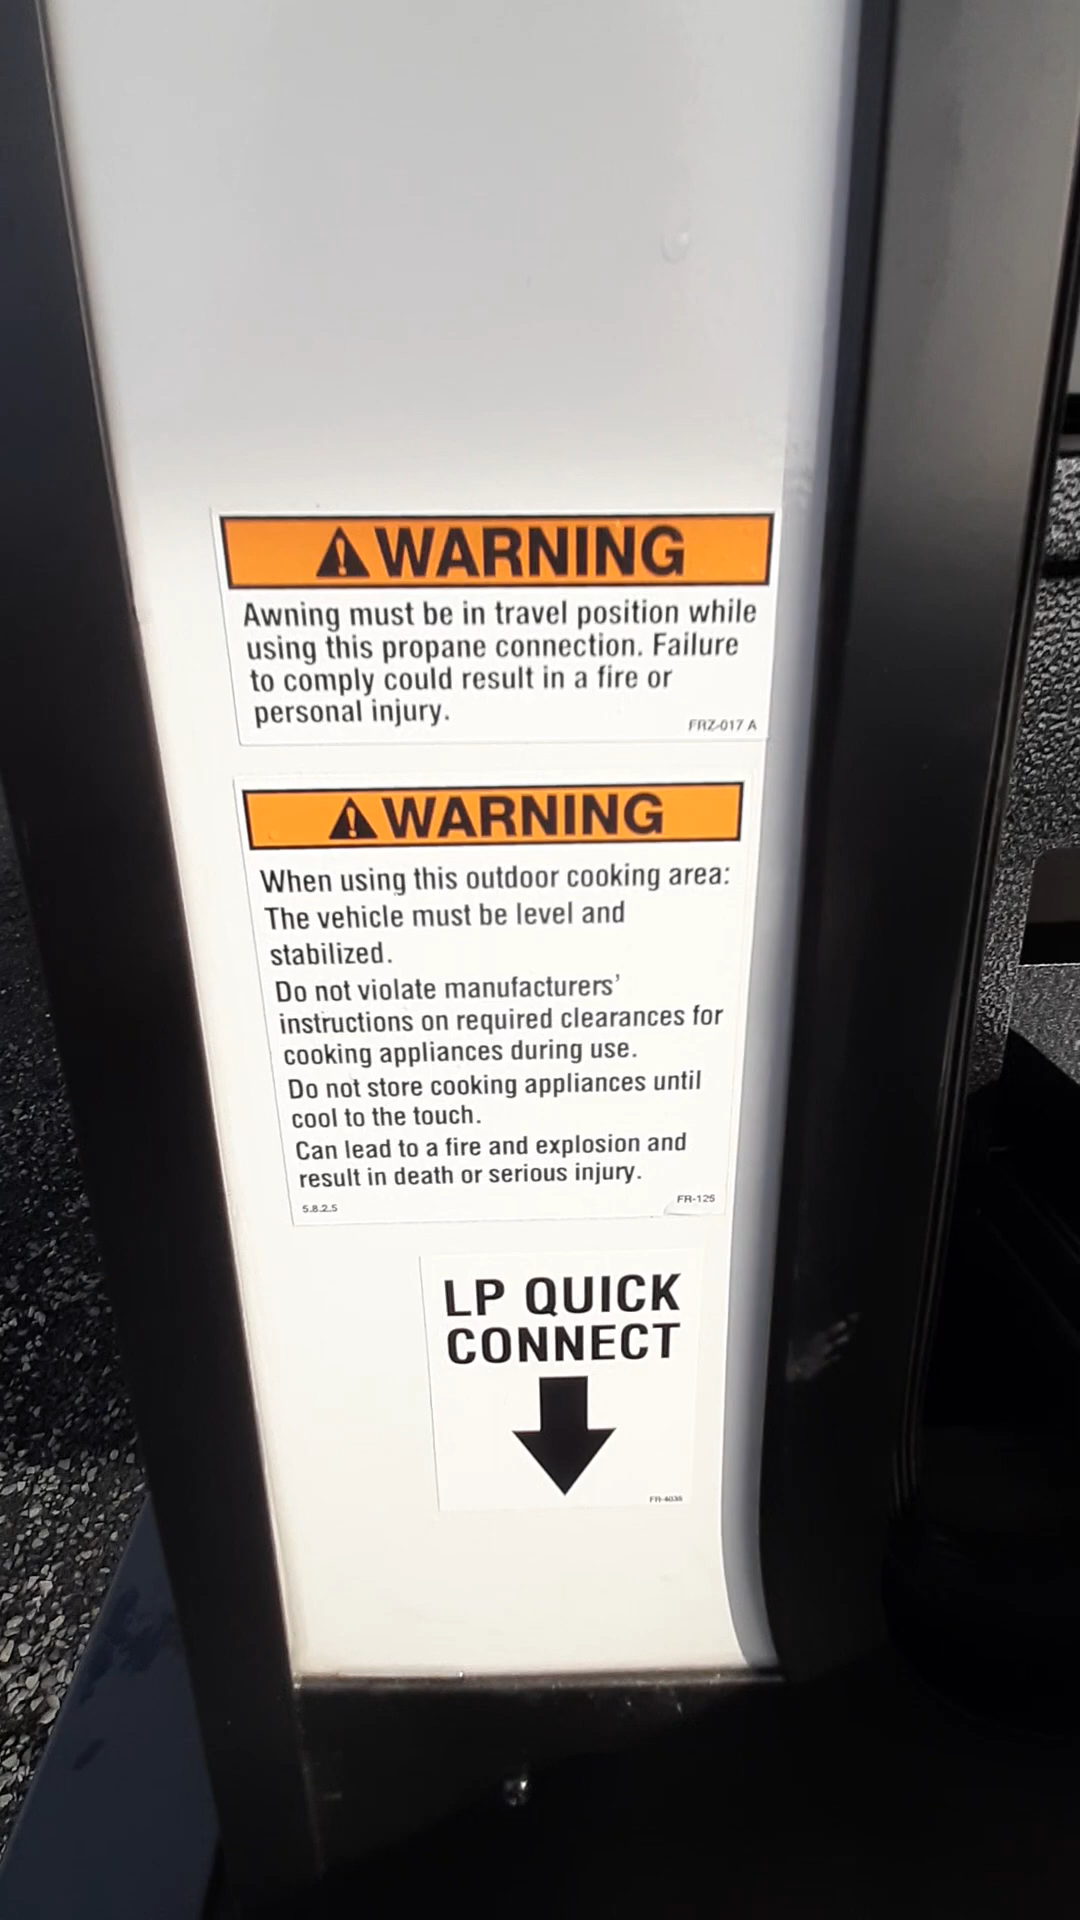 WARNING
Awning must be in travel position while
using this propane connection. Failure
to comply could result in a fire or
personal injury.
FRZ-017 A
WARNING
When using this outdoor cooking area:
The vehicle must be level and
stabilized.
Do not violate manufacturers'
instructions on required clearances for
cooking appliances during use.
Do not store cooking appliances until
cool to the touch.
Can lead to a fire and explosion and
result in death or serious injury.
5.8.2.5 FR-125
LP QUICK
CONNECT